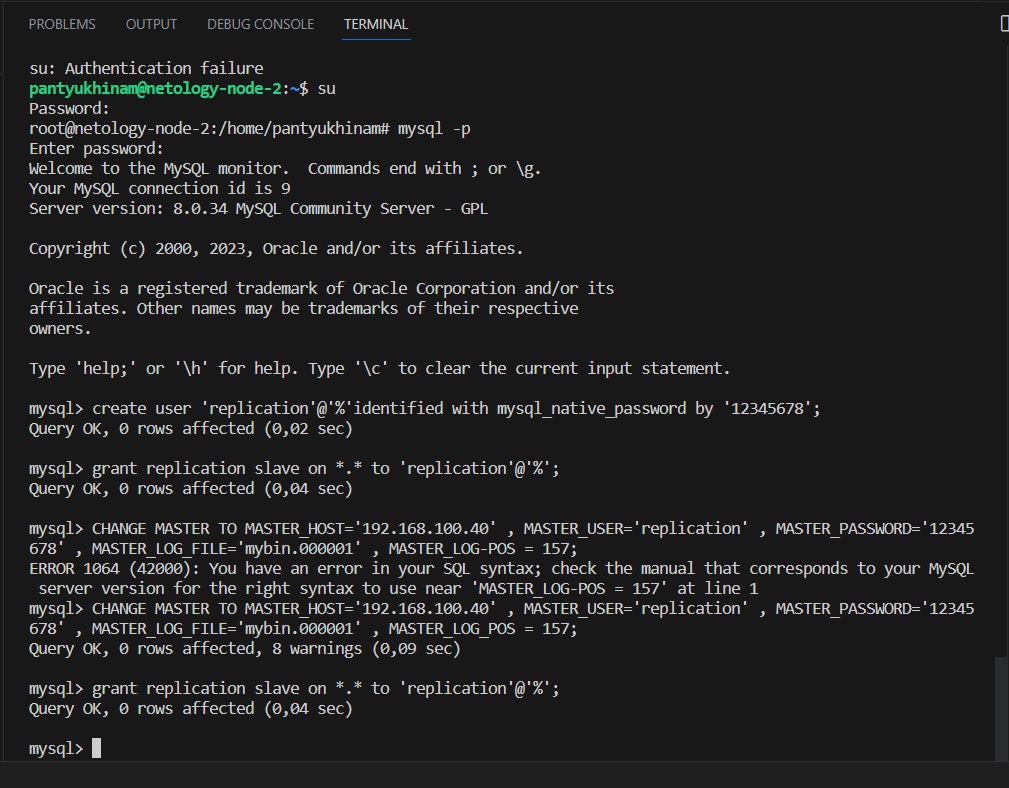 PROBLEMS OUTPUT DEBUG CONSOLE TERMINAL
su: Authentication failure
pantyukhinam@netology-node-2:~$ su
Password:
root@netology-node-2:/home/pantyukhinam# mysql -p
Enter password:
Welcome to the MySQL monitor.  Commands end with ; or \g.
Your MySQL connection id is 9
Server version: 8.0.34 MySQL Community Server - GPL
Copyright (c) 2000, 2023, Oracle and/or its affiliates.
Oracle is a registered trademark of Oracle Corporation and/or its
affiliates. Other names may be trademarks of their respective
owners.
Type 'help;' or '\h' for help. Type '\c' to clear the current input statement.
mysql> create user 'replication'@'%'identified with mysql_native_password by '12345678';
Query OK, 0 rows affected (0,02 sec)
mysql> grant replication slave on *.* to 'replication'@'%';
Query OK, 0 rows affected (0,04 sec)
mysql> CHANGE MASTER TO MASTER_HOST='192.168.100.40' , MASTER_USER='replication' , MASTER_PASSWORD='12345
678' , MASTER_LOG_FILE='mybin.000001' , MASTER_LOG-POS = 157;
ERROR 1064 (42000): You have an error in your SQL syntax; check the manual that corresponds to your MySQL
 server version for the right syntax to use near 'MASTER_LOG-POS = 157' at line 1
mysql> CHANGE MASTER TO MASTER_HOST='192.168.100.40' , MASTER_USER='replication' , MASTER_PASSWORD='12345
678' , MASTER_LOG_FILE='mybin.000001' , MASTER_LOG_POS = 157;
Query OK, 0 rows affected, 8 warnings (0,09 sec)
mysql> grant replication slave on *.* to 'replication'@'%';
Query OK, 0 rows affected (0,04 sec)
mysql>